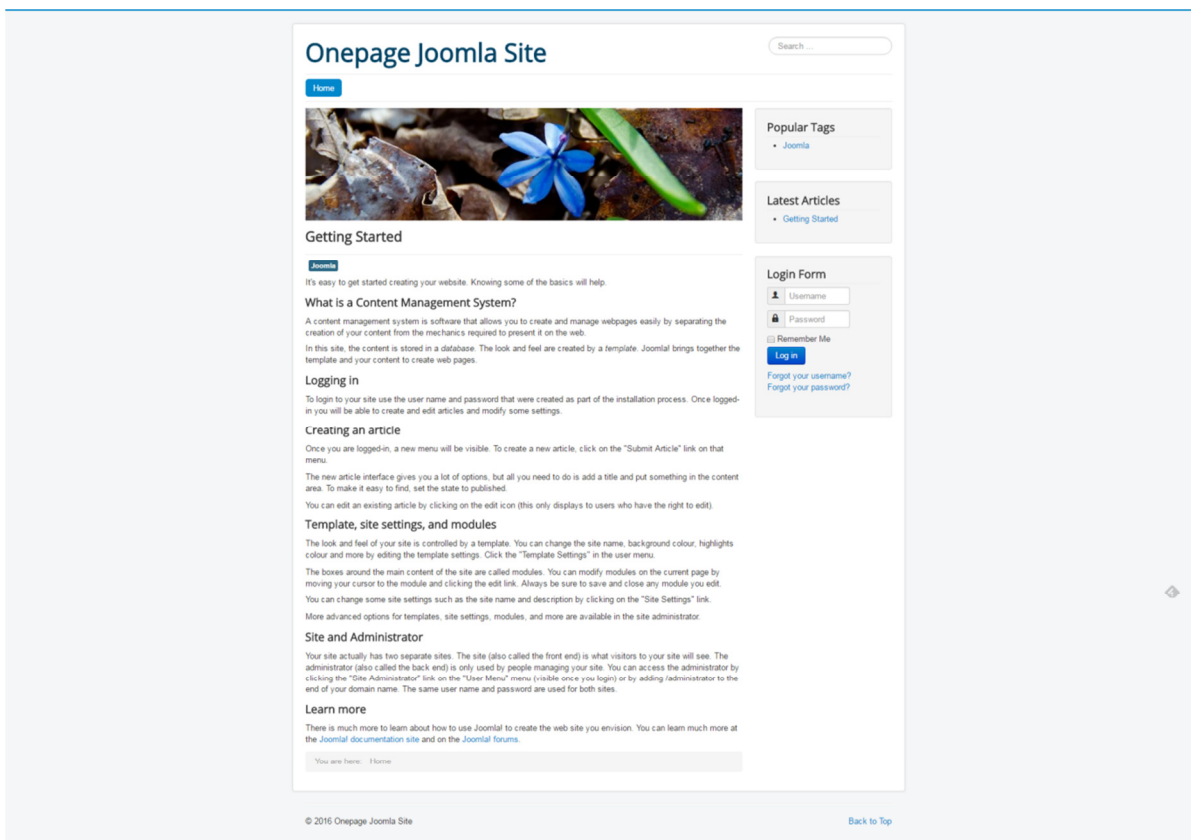 Onepage Joomla Site
Search ...
Home
Getting Started
Joomla
It's easy to get started creating your website. Knowing some of the basics will help.
What is a Content Management System?
A content management system is software that allows you to create and manage webpages easily by separating the
creation of your content from the mechanics required to present it on the web.
In this site, the content is stored in a database. The look and feel are created by a template. Joomla! brings together the
template and your content to create web pages.
Logging in
To login to your site use the user name and password that were created as part of the installation process. Once logged-
in you will be able to create and edit articles and modify some settings.
Creating an article
Once you are logged-in, a new menu will be visible. To create a new article, click on the "Submit Article" link on that
menu.
The new article interface gives you a lot of options, but all you need to do is add a title and put something in the content
area. To make it easy to find, set the state to published.
You can edit an existing article by clicking on the edit icon (this only displays to users who have the right to edit).
Template, site settings, and modules
The look and feel of your site is controlled by a template. You can change the site name, background colour, highlights
colour and more by editing the template settings. Click the "Template Settings" in the user menu.
The boxes around the main content of the site are called modules. You can modify modules on the current page by
moving your cursor to the module and clicking the edit link. Always be sure to save and close any module you edit.
You can change some site settings such as the site name and description by clicking on the "Site Settings" link.
More advanced options for templates, site settings, modules, and more are available in the site administrator.
Site and Administrator
Your site actually has two separate sites. The site (also called the front end) is what visitors to your site will see. The
administrator (also called the back end) is only used by people managing your site. You can access the administrator by
clicking the "Site Administrator" link on the "User Menu" menu (visible once you login) or by adding /administrator to the
end of your domain name. The same user name and password are used for both sites.
Learn more
There is much more to learn about how to use Joomla! to create the web site you envision. You can learn much more at
the Joomla! documentation site and on the Joomla! forums.
You are here: Home
Popular Tags
Joomla
Latest Articles
Getting Started
Login Form
Username
Password
Remember Me
Log in
Forgot your username?
Forgot your password?
© 2016 Onepage Joomla Site
Back to Top